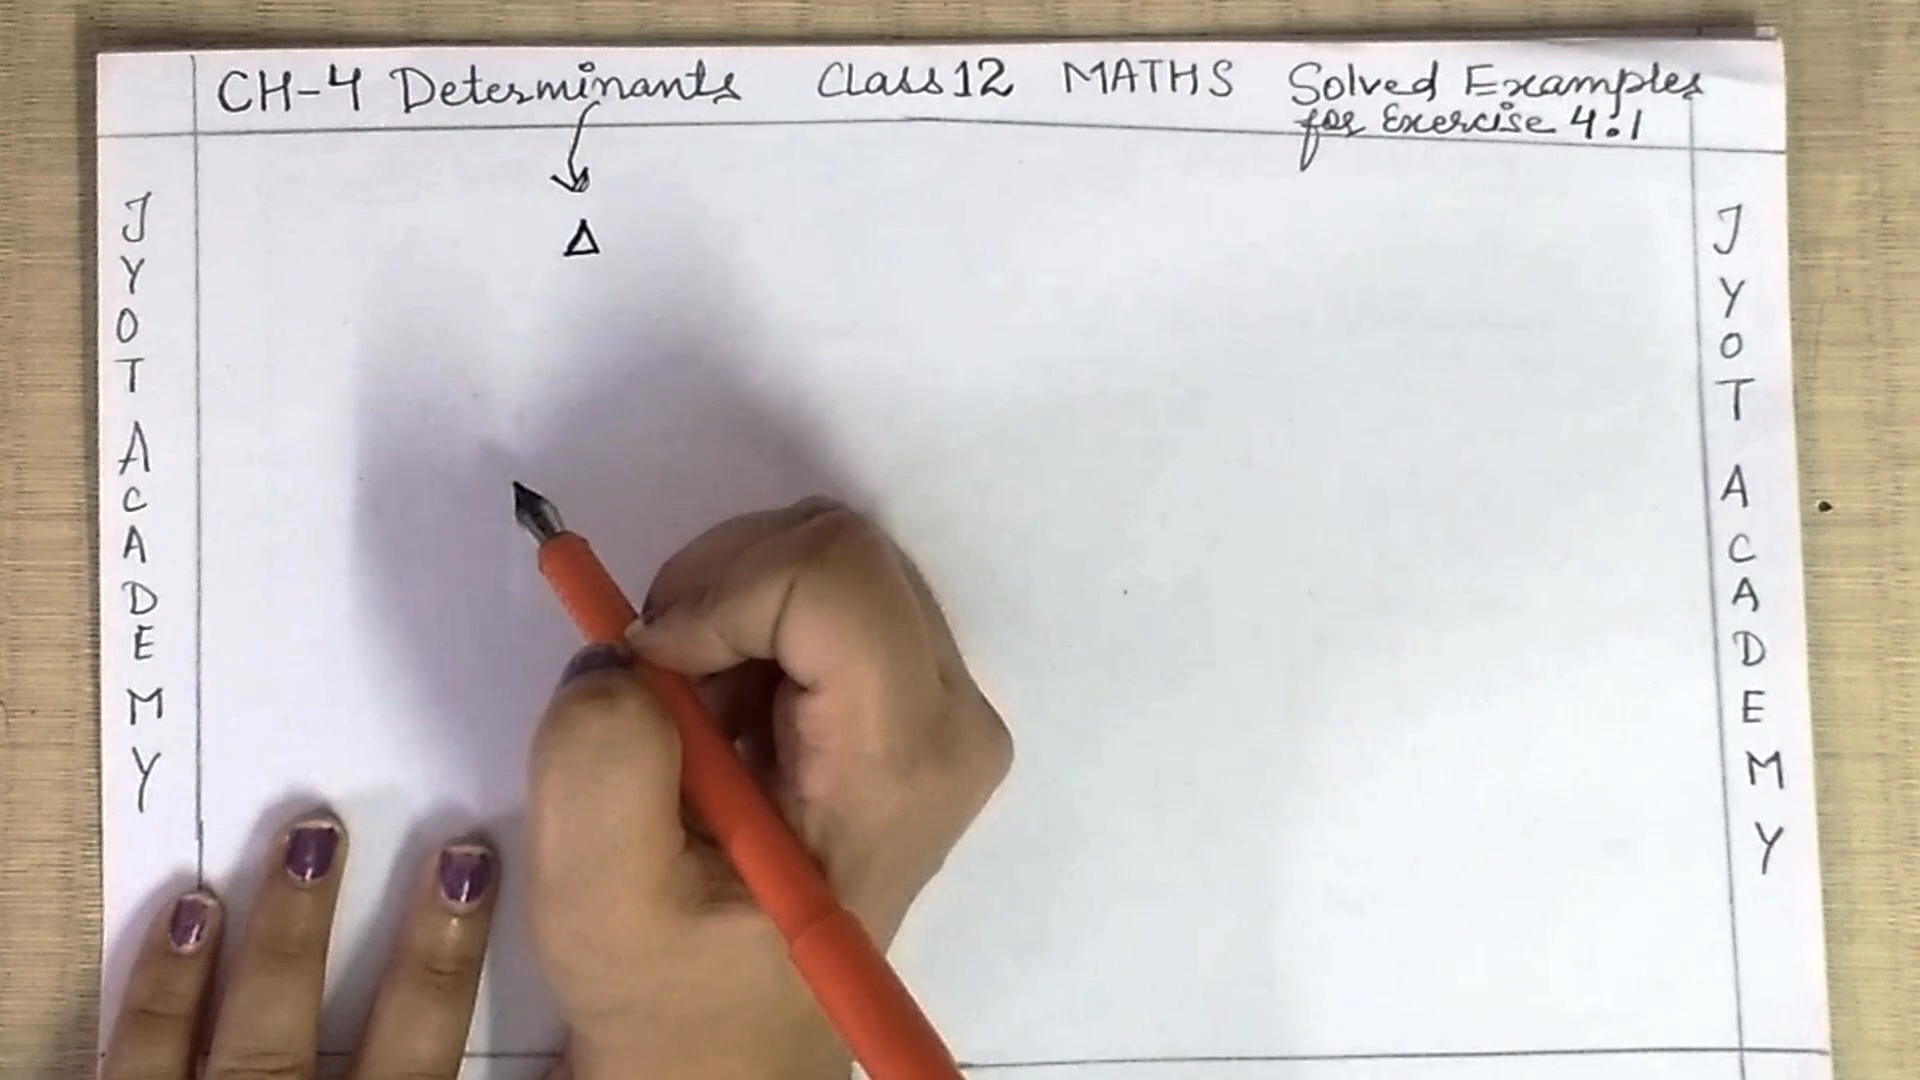 CH-4 Determinants Class 12 MATHS Solved Examples
for Exercise 4.1
Δ
JYOT ACADEMY
JYOT ACADEMY